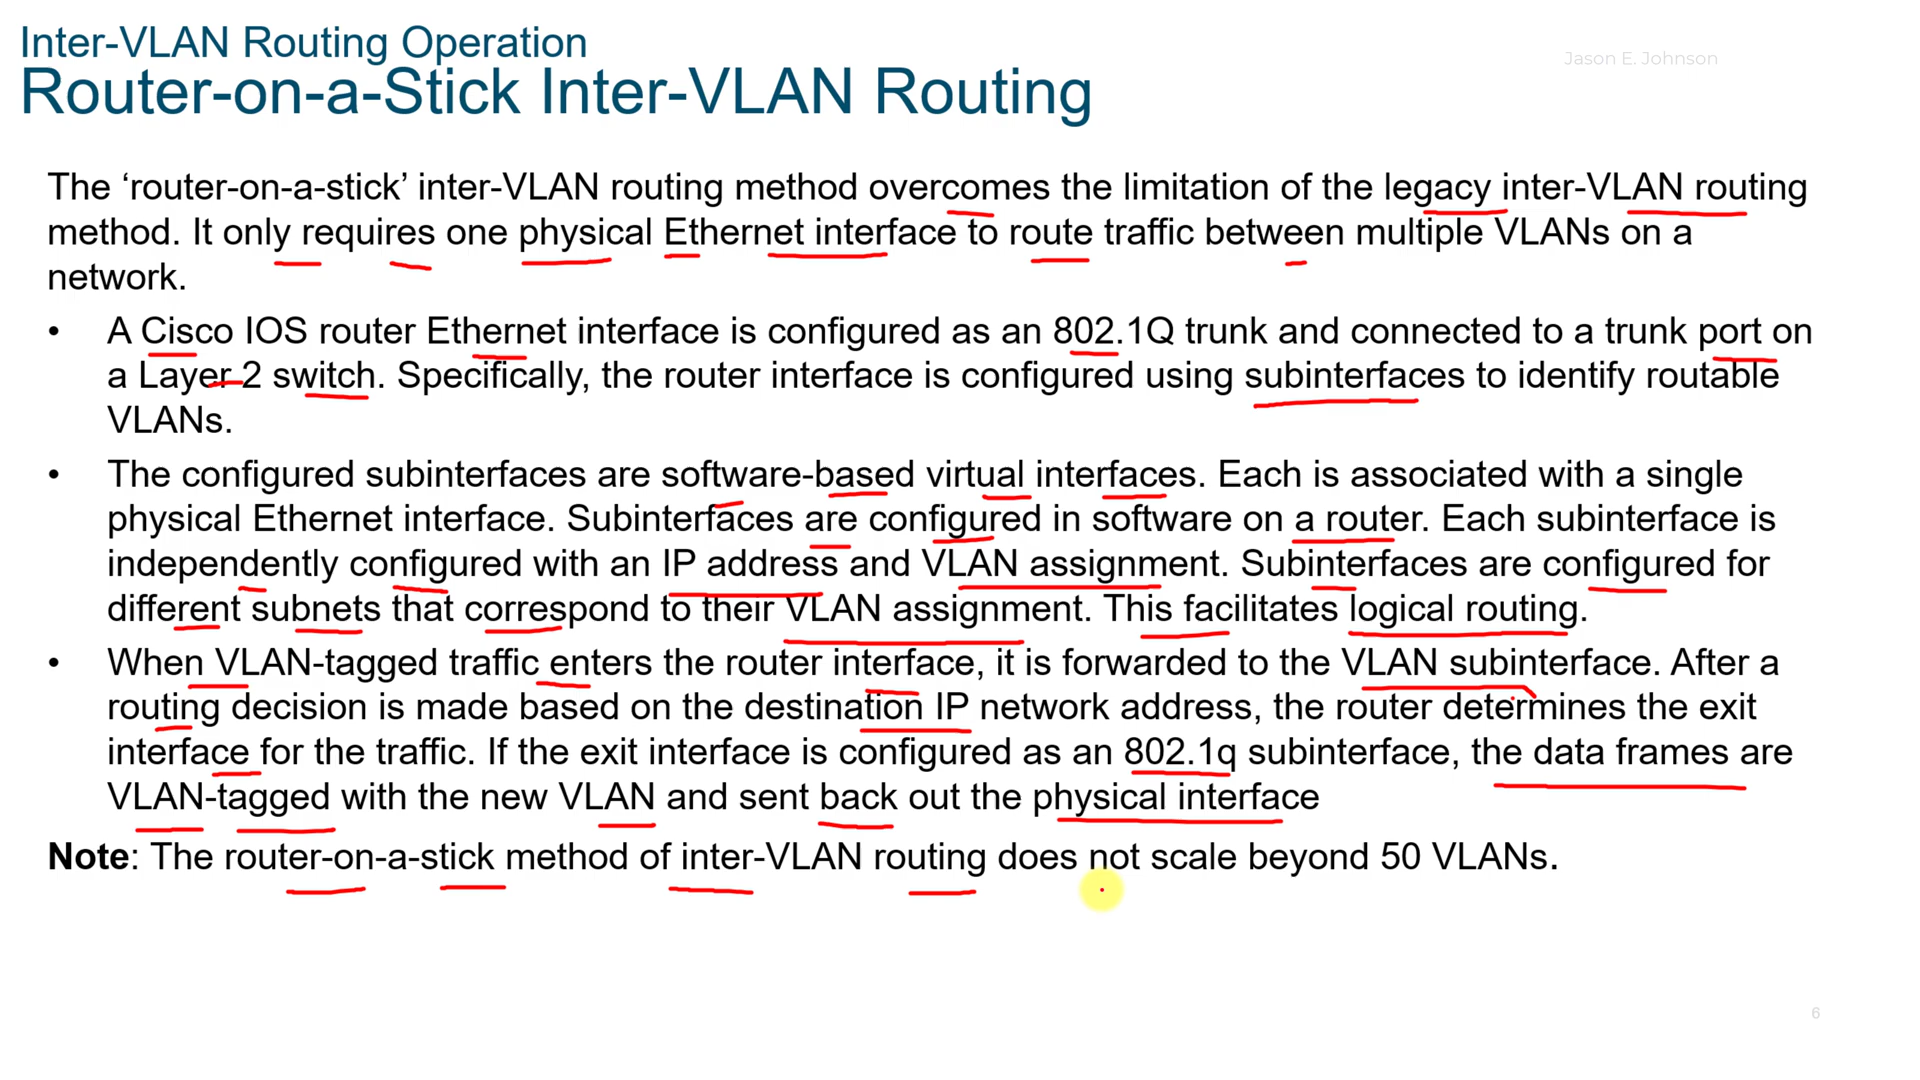 Inter-VLAN Routing Operation
Jason E. Johnson
Router-on-a-Stick Inter-VLAN Routing
The ‘router-on-a-stick’ inter-VLAN routing method overcomes the limitation of the legacy inter-VLAN routing
method. It only requires one physical Ethernet interface to route traffic between multiple VLANs on a
network.
• A Cisco IOS router Ethernet interface is configured as an 802.1Q trunk and connected to a trunk port on
a Layer 2 switch. Specifically, the router interface is configured using subinterfaces to identify routable
VLANs.
• The configured subinterfaces are software-based virtual interfaces. Each is associated with a single
physical Ethernet interface. Subinterfaces are configured in software on a router. Each subinterface is
independently configured with an IP address and VLAN assignment. Subinterfaces are configured for
different subnets that correspond to their VLAN assignment. This facilitates logical routing.
• When VLAN-tagged traffic enters the router interface, it is forwarded to the VLAN subinterface. After a
routing decision is made based on the destination IP network address, the router determines the exit
interface for the traffic. If the exit interface is configured as an 802.1q subinterface, the data frames are
VLAN-tagged with the new VLAN and sent back out the physical interface
Note: The router-on-a-stick method of inter-VLAN routing does not scale beyond 50 VLANs.
6